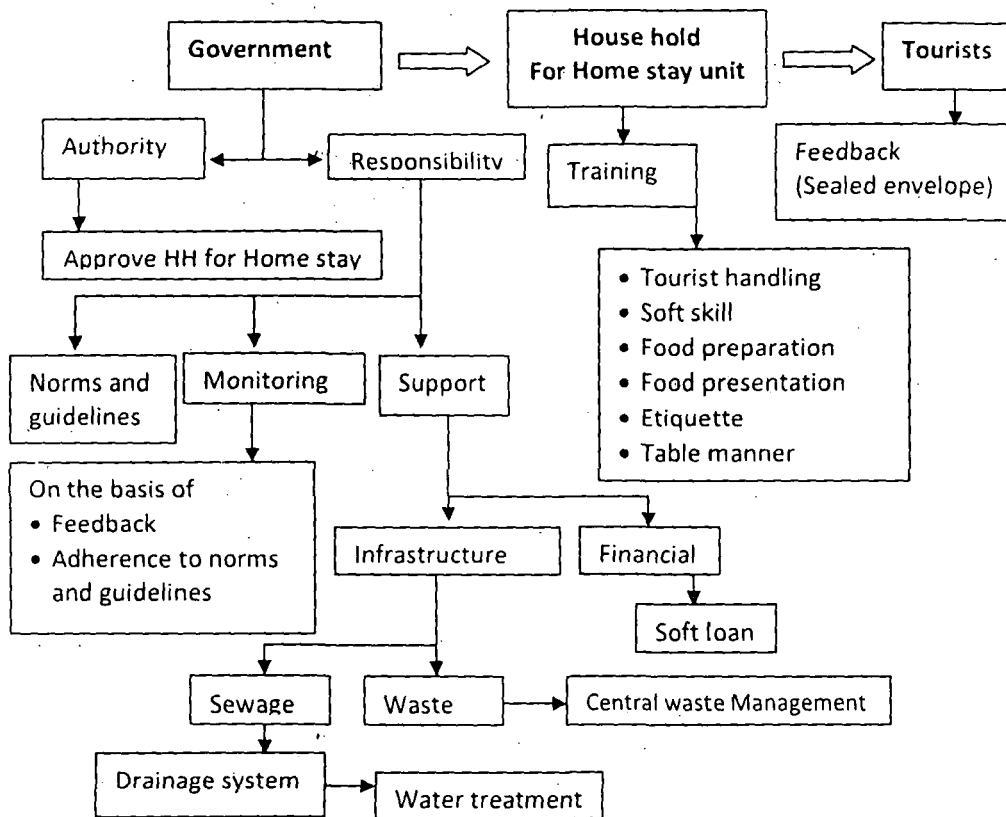 Government
House hold
For Home stay unit
Tourists
Authority
Responsibility
Training
Feedback
(Sealed envelope)
Approve HH for Home stay
• Tourist handling
• Soft skill
• Food preparation
• Food presentation
• Etiquette
• Table manner
Norms and
guidelines
Monitoring
Support
On the basis of
• Feedback
• Adherence to norms
and guidelines
Infrastructure
Financial
Soft loan
Sewage
Waste
Central waste Management
Drainage system
Water treatment